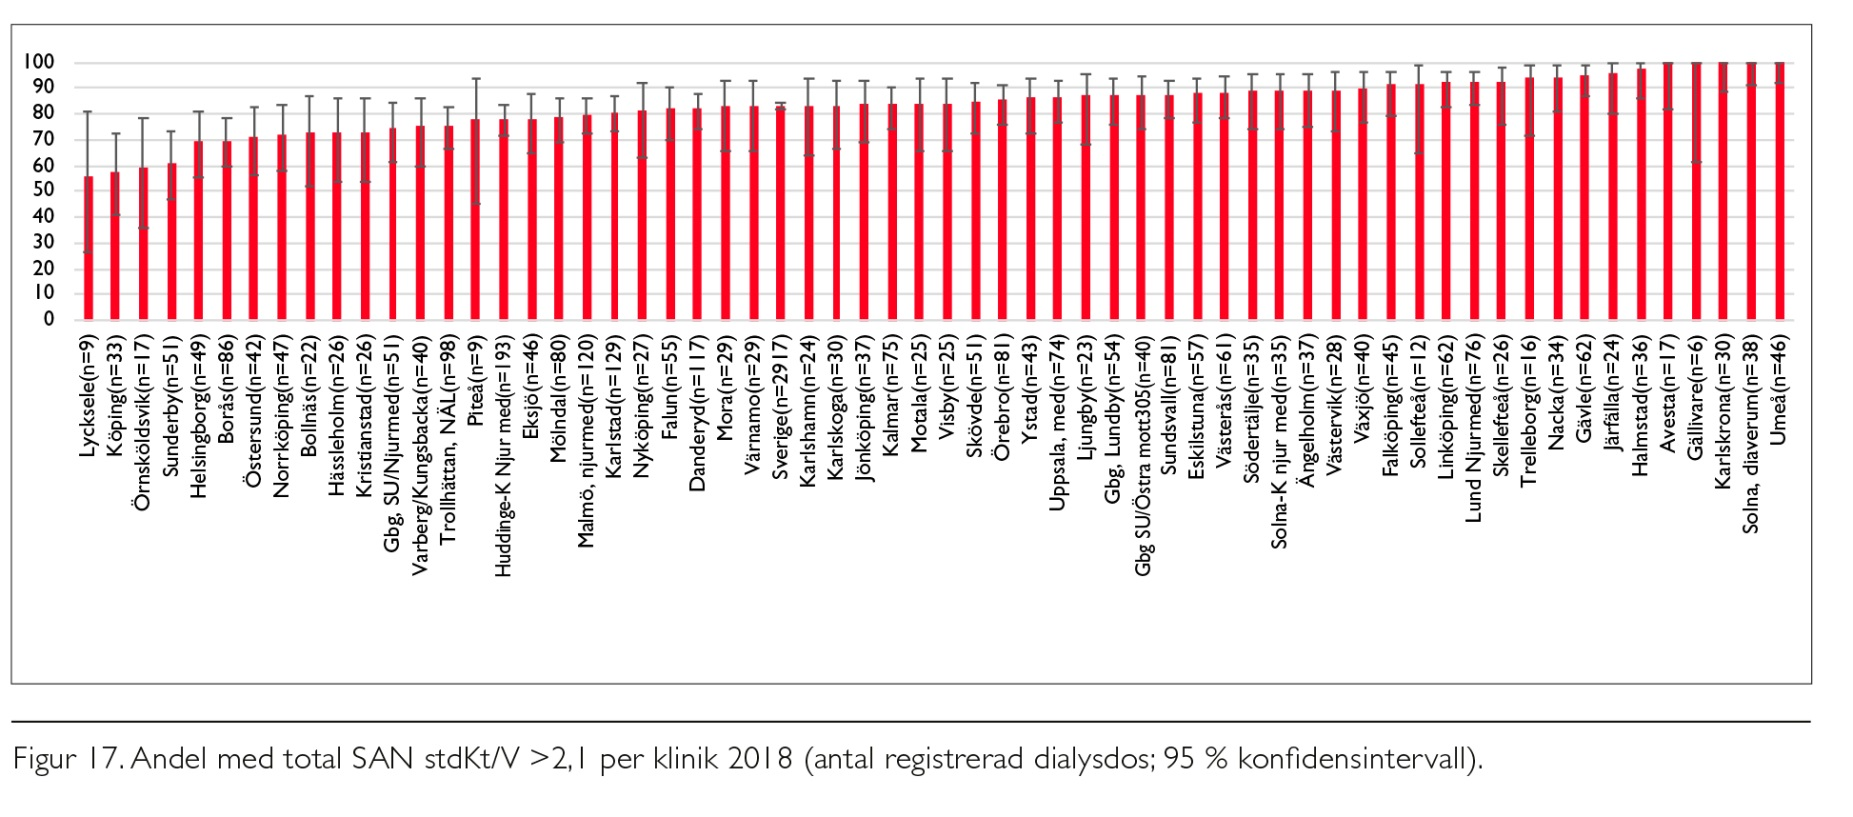 100
90
80
70
60
50
40
30
20
10
0
Lycksele(n=9)
Köping(n=33)
Örnsköldsvik(n=17)
Sunderby(n=51)
Helsingborg(n=49)
Borås(n=86)
Östersund(n=42)
Norrköping(n=47)
Bollnäs(n=22)
Hässleholm(n=26)
Kristianstad(n=26)
Gbg, SU/Njurmed(n=51)
Varberg/Kungsbacka(n=40)
Trollhättan, NÄL(n=98)
Piteå(n=9)
Huddinge-K Njur med(n=193)
Eksjö(n=46)
Mölndal(n=80)
Malmö, njurmed(n=120)
Karlstad(n=129)
Nyköping(n=27)
Falun(n=55)
Danderyd(n=117)
Mora(n=29)
Värnamo(n=29)
Sverige(n=2917)
Karlshamn(n=24)
Karlskoga(n=30)
Jönköping(n=37)
Kalmar(n=75)
Motala(n=25)
Visby(n=25)
Skövde(n=51)
Örebro(n=81)
Ystad(n=43)
Uppsala, med(n=74)
Ljungby(n=23)
Gbg, Lundby(n=54)
Gbg SU/Östra mott305(n=40)
Sundsvall(n=81)
Eskilstuna(n=57)
Västerås(n=61)
Södertälje(n=35)
Solna-K njur med(n=35)
Ängelholm(n=37)
Västervik(n=28)
Växjö(n=40)
Falköping(n=45)
Sollefteå(n=12)
Linköping(n=62)
Lund Njurmed(n=76)
Skellefteå(n=26)
Trelleborg(n=16)
Nacka(n=34)
Gävle(n=62)
Järfälla(n=24)
Halmstad(n=36)
Avesta(n=17)
Gällivare(n=6)
Karlskrona(n=30)
Solna, diaverum(n=38)
Umeå(n=46)
Figur 17. Andel med total SAN stdKt/V >2,1 per klinik 2018 (antal registrerad dialysdos; 95 % konfidensintervall).